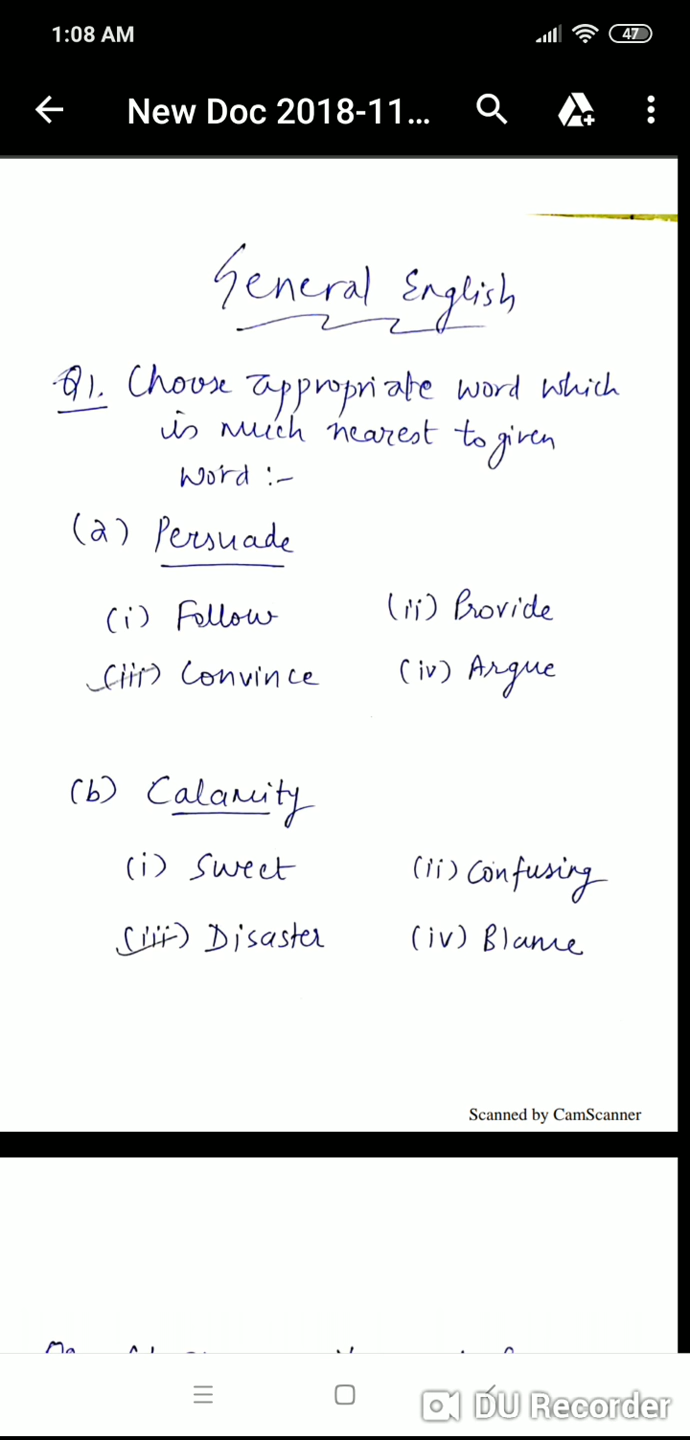 1:08 AM 47
New Doc 2018-11...
General English
Q1. Choose appropriate word which
is much nearest to given
word :-
(a) Persuade
(i) Follow (ii) Provide
(iii) Convince (iv) Argue
(b) Calamity
(i) Sweet (ii) Confusing
(iii) Disaster (iv) Blame
Scanned by CamScanner
DU Recorder